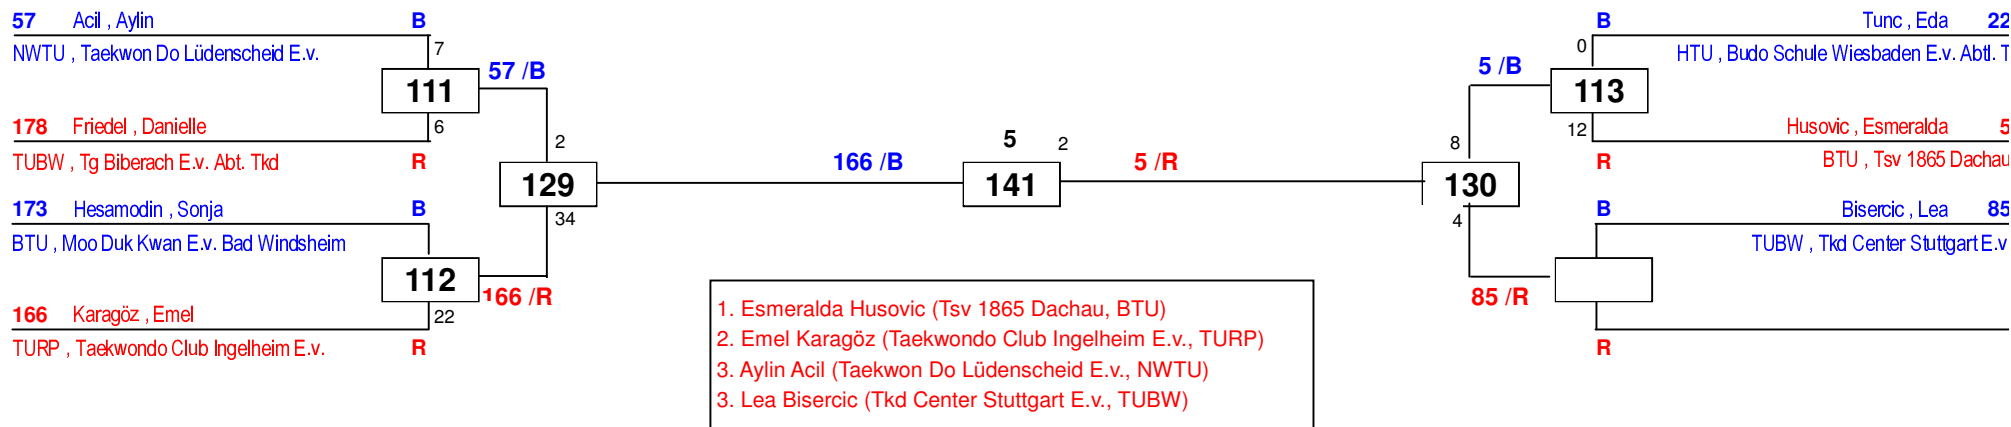 57 Acil , Aylin B
7
NWTU , Taekwon Do Lüdenscheid E.v.
111
57 /B
178 Friedel , Danielle
6
TUBW , Tg Biberach E.v. Abt. Tkd R
2
129
34
173 Hesamodin , Sonja B
BTU , Moo Duk Kwan E.v. Bad Windsheim
112
166 /R
166 Karagöz , Emel
22
TURP , Taekwondo Club Ingelheim E.v. R
166 /B
5
2
141
5 /R
B Tunc , Eda 22
0
HTU , Budo Schule Wiesbaden E.v. Abtl. T
5 /B
113
12
Husovic , Esmeralda 5
R BTU , Tsv 1865 Dachau
8
130
4
B Bisercic , Lea 85
TUBW , Tkd Center Stuttgart E.v
85 /R
R
1. Esmeralda Husovic (Tsv 1865 Dachau, BTU)
2. Emel Karagöz (Taekwondo Club Ingelheim E.v., TURP)
3. Aylin Acil (Taekwon Do Lüdenscheid E.v., NWTU)
3. Lea Bisercic (Tkd Center Stuttgart E.v., TUBW)